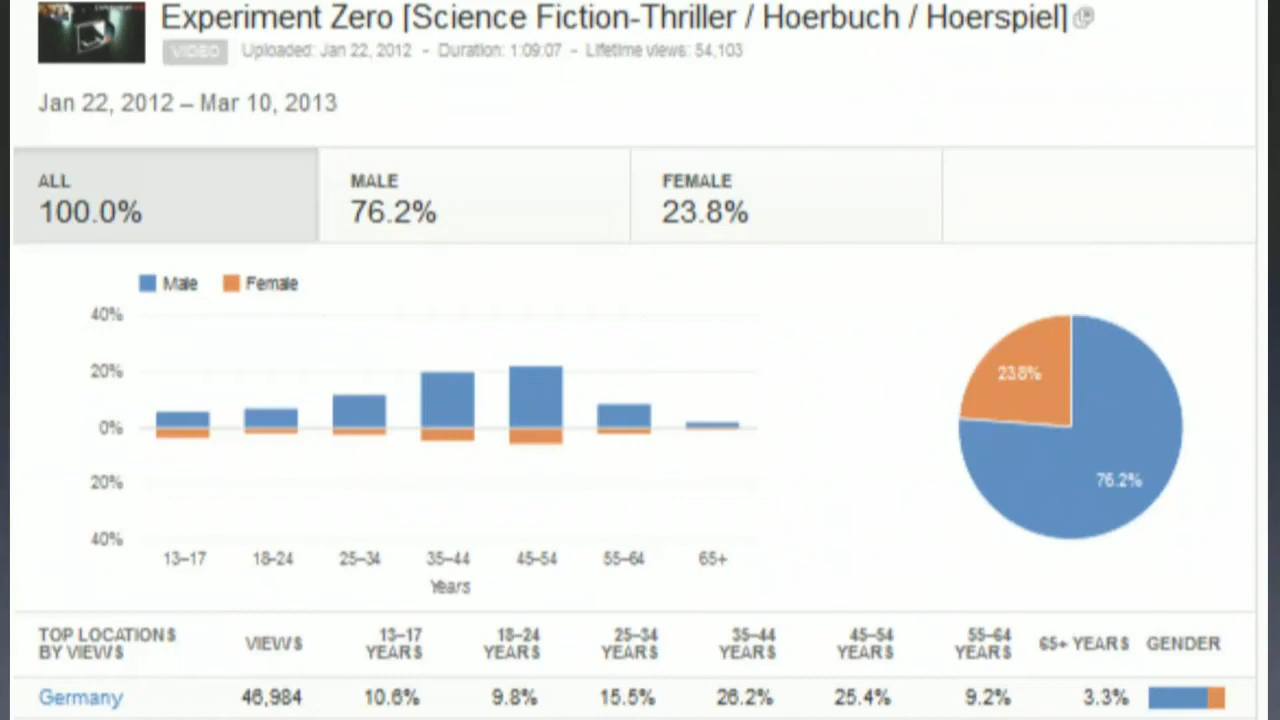 Experiment Zero [Science Fiction-Thriller / Hoerbuch / Hoerspiel]
VIDEO Uploaded: Jan 22, 2012 - Duration: 1:09:07 - Lifetime views: 54,103
Jan 22, 2012 – Mar 10, 2013
ALL MALE FEMALE
100.0% 76.2% 23.8%
Male Female
40%
20%
0%
20%
40%
13–17 18–24 25–34 35–44 45–54 55–64 65+
Years
23.8%
76.2%
TOP LOCATIONS BY VIEWS VIEWS 13–17 YEARS 18–24 YEARS 25–34 YEARS 35–44 YEARS 45–54 YEARS 55–64 YEARS 65+ YEARS GENDER
Germany 46,984 10.6% 9.8% 15.5% 26.2% 25.4% 9.2% 3.3%